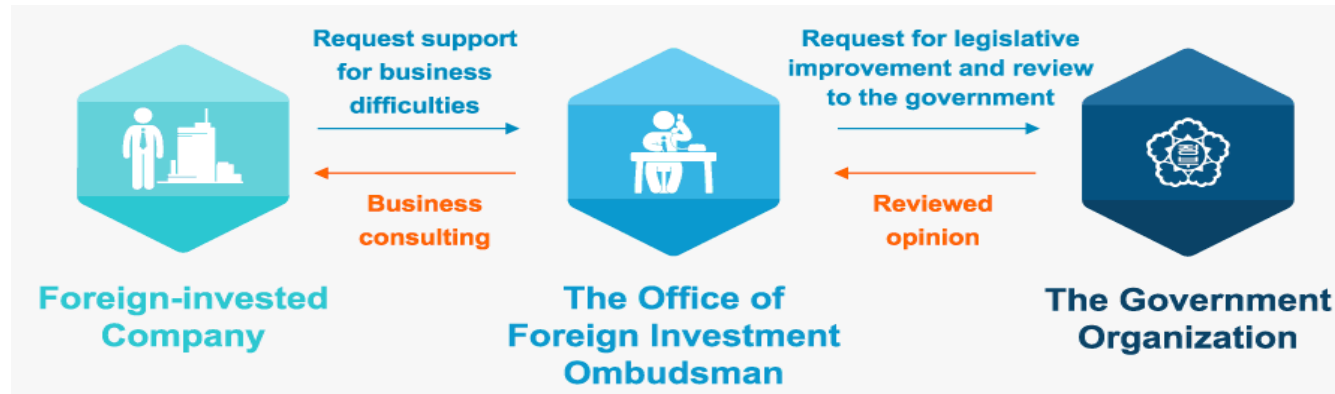 Request support
for business
difficulties
Business
consulting
Request for legislative
improvement and review
to the government
Reviewed
opinion
Foreign-invested
Company
The Office of
Foreign Investment
Ombudsman
The Government
Organization